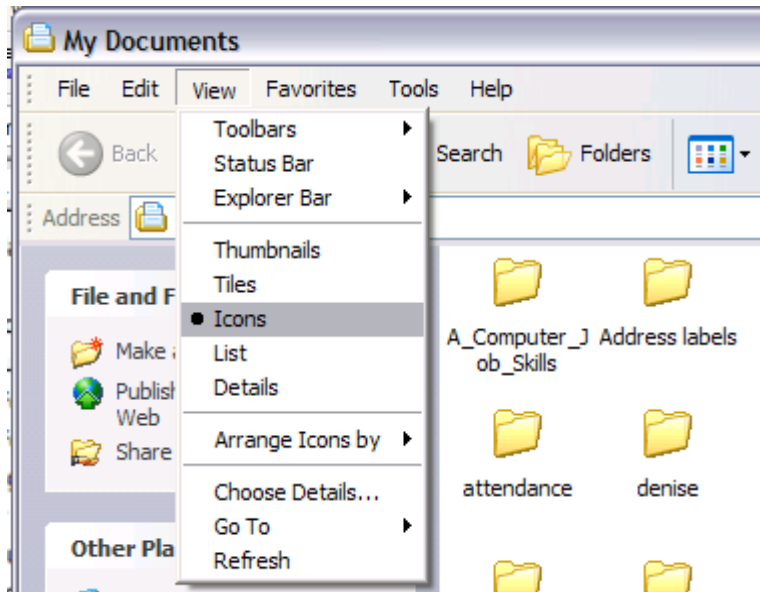 My Documents
File Edit View Favorites Tools Help
Back Search Folders
Address
Toolbars
Status Bar
Explorer Bar
Thumbnails
Tiles
Icons
List
Details
Arrange Icons by
Choose Details...
Go To
Refresh
File and F
Make
Publish
Web
Share
Other Pla
A_Computer_J
ob_Skills
Address labels
attendance denise